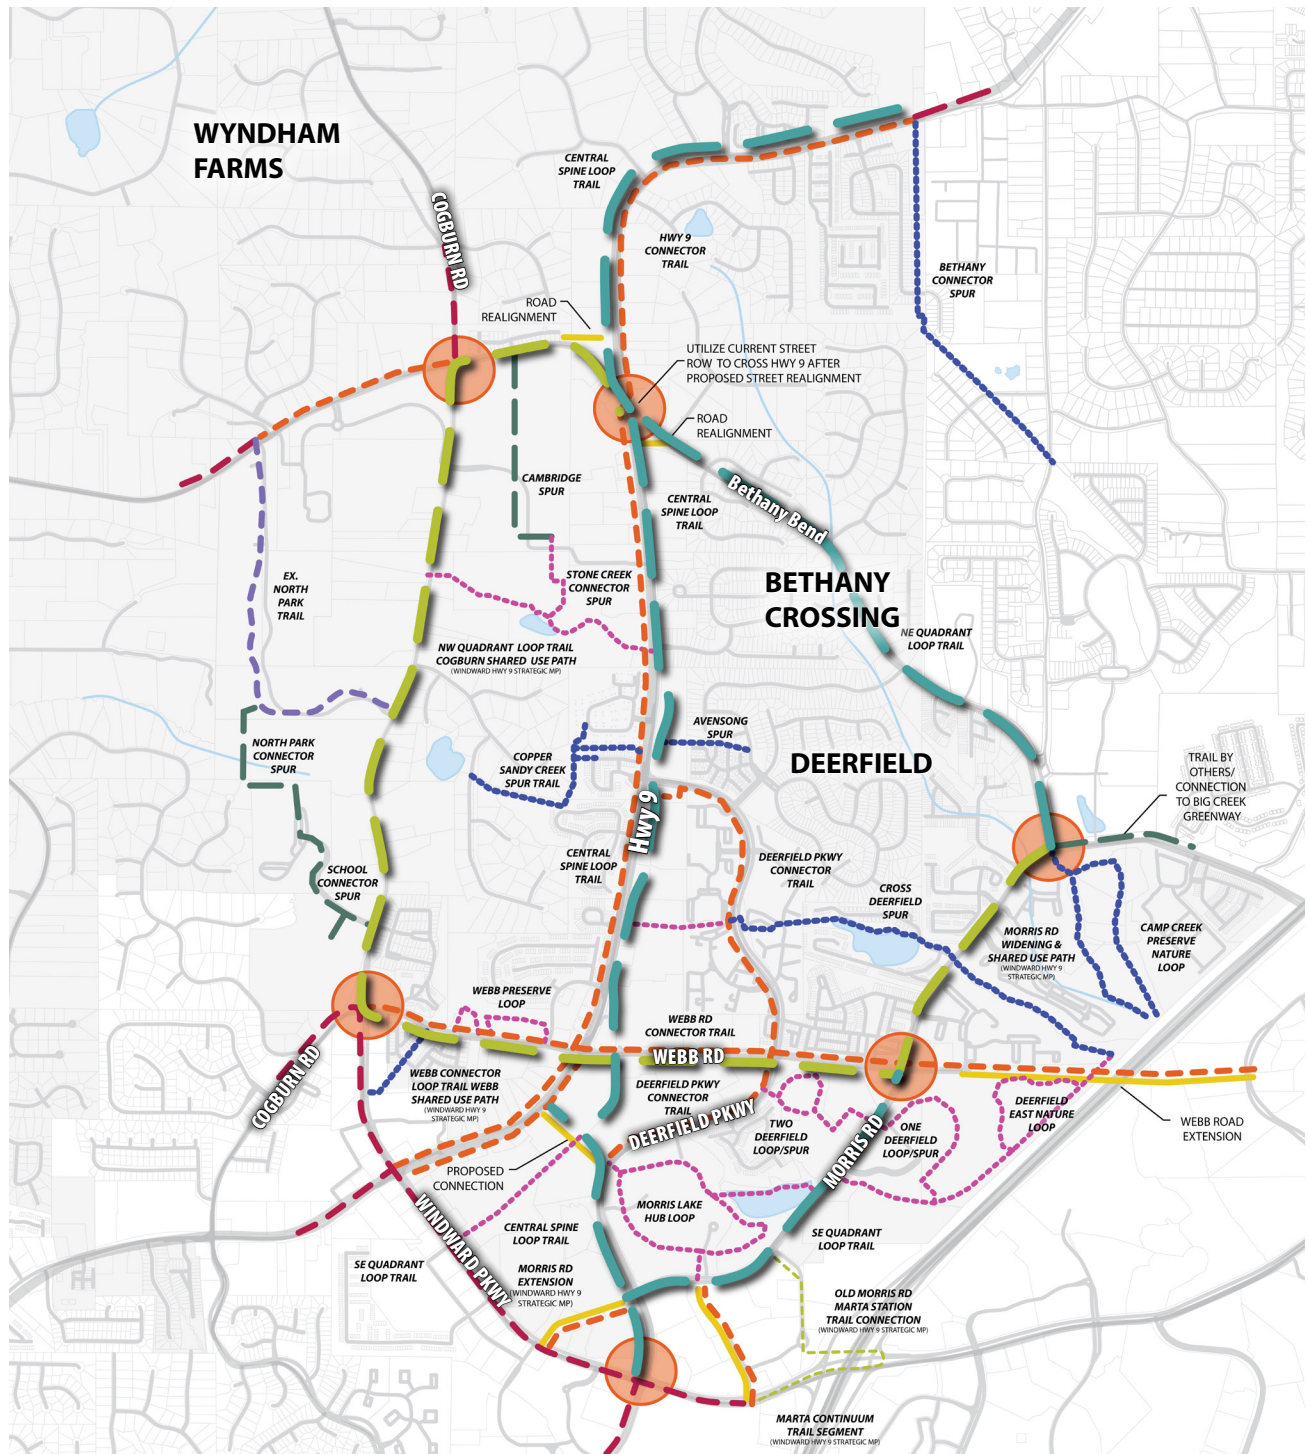 WYNDHAM
FARMS
CENTRAL
SPINE LOOP
TRAIL
COGBURN RD
HWY 9
CONNECTOR
TRAIL
BETHANY
CONNECTOR
SPUR
ROAD
REALIGNMENT
UTILIZE CURRENT STREET
ROW TO CROSS HWY 9 AFTER
PROPOSED STREET REALIGNMENT
ROAD
REALIGNMENT
CAMBRIDGE
SPUR
CENTRAL
SPINE LOOP
TRAIL
Bethany Bend
EX.
NORTH
PARK
TRAIL
STONE CREEK
CONNECTOR
SPUR
BETHANY
CROSSING
NE QUADRANT
LOOP TRAIL
NW QUADRANT LOOP TRAIL
COGBURN SHARED USE PATH
(WINDWARD HWY 9 STRATEGIC MP)
NORTH PARK
CONNECTOR
SPUR
COPPER
SANDY CREEK
SPUR TRAIL
AVENSONG
SPUR
DEERFIELD
TRAIL BY
OTHERS/
CONNECTION
TO BIG CREEK
GREENWAY
Hwy 9
CENTRAL
SPINE LOOP
TRAIL
DEERFIELD PKWY
CONNECTOR
TRAIL
SCHOOL
CONNECTOR
SPUR
CROSS
DEERFIELD
SPUR
MORRIS RD
WIDENING &
SHARED USE PATH
(WINDWARD HWY 9
STRATEGIC MP)
CAMP CREEK
PRESERVE
NATURE
LOOP
WEBB PRESERVE
LOOP
WEBB RD
CONNECTOR TRAIL
WEBB RD
COGBURN RD
WEBB CONNECTOR
LOOP TRAIL WEBB
SHARED USE PATH
(WINDWARD HWY 9
STRATEGIC MP)
DEERFIELD PKWY
CONNECTOR
TRAIL
DEERFIELD PKWY
TWO
DEERFIELD
LOOP/SPUR
MORRIS RD
ONE
DEERFIELD
LOOP/SPUR
DEERFIELD
EAST NATURE
LOOP
WEBB ROAD
EXTENSION
PROPOSED
CONNECTION
WINDWARD PKWY
MORRIS LAKE
HUB LOOP
CENTRAL SPINE
LOOP TRAIL
SE QUADRANT
LOOP TRAIL
SE QUADRANT
LOOP TRAIL
MORRIS RD
EXTENSION
(WINDWARD HWY 9
STRATEGIC MP)
OLD MORRIS RD
MARTA STATION
TRAIL CONNECTION
(WINDWARD HWY 9 STRATEGIC MP)
MARTA CONTINUUM
TRAIL SEGMENT
(WINDWARD HWY 9 STRATEGIC MP)